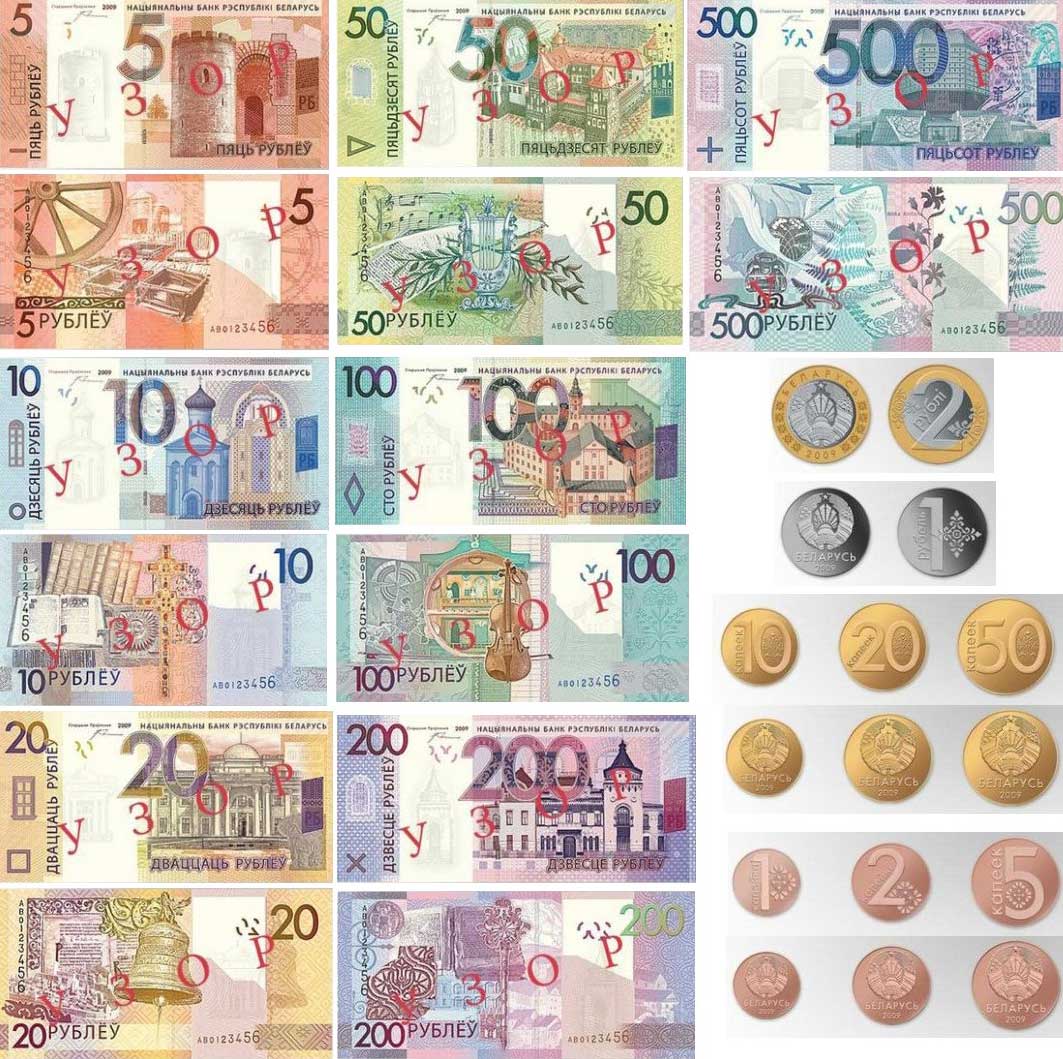 5
5
НАЦЫЯНАЛЬНЫ БАНК РЭСПУБЛІКІ БЕЛАРУСЬ
2009
ПЯЦЬ РУБЛЁЎ
РБ
УЗОР
ПЯЦЬ РУБЛЁЎ
50
50
НАЦЫЯНАЛЬНЫ БАНК РЭСПУБЛІКІ БЕЛАРУСЬ
2009
ПЯЦЬДЗЕСЯТ РУБЛЁЎ
УЗОР
ПЯЦЬДЗЕСЯТ РУБЛЁЎ
500
500
НАЦЫЯНАЛЬНЫ БАНК РЭСПУБЛІКІ БЕЛАРУСЬ
2009
ПЯЦЬСОТ РУБЛЁЎ
УЗОР
ПЯЦЬСОТ РУБЛЁЎ
АВ0123456
5
УЗОР
5 РУБЛЁЎ
АВ0123456
АВ0123456
50
УЗОР
50 РУБЛЁЎ
АВ0123456
АВ0123456
500
УЗОР
500 РУБЛЁЎ
АВ0123456
10
10
2009
НАЦЫЯНАЛЬНЫ БАНК РЭСПУБЛІКІ БЕЛАРУСЬ
ДЗЕСЯЦЬ РУБЛЁЎ
РБ
УЗОР
ДЗЕСЯЦЬ РУБЛЁЎ
100
100
2009
НАЦЫЯНАЛЬНЫ БАНК РЭСПУБЛІКІ БЕЛАРУСЬ
СТО РУБЛЁЎ
УЗОР
СТО РУБЛЁЎ
БЕЛАРУСЬ
2009
2
рублі
БЕЛАРУСЬ
2009
1
рубель
АВ0123456
10
УЗОР
10 РУБЛЁЎ
АВ0123456
АВ0123456
100
УЗОР
100 РУБЛЁЎ
АВ0123456
10 капеек
20 капеек
50 капеек
20
20
2009
НАЦЫЯНАЛЬНЫ БАНК РЭСПУБЛІКІ БЕЛАРУСЬ
ДВАЦЦАЦЬ РУБЛЁЎ
РБ
УЗОР
ДВАЦЦАЦЬ РУБЛЁЎ
200
200
2009
НАЦЫЯНАЛЬНЫ БАНК РЭСПУБЛІКІ БЕЛАРУСЬ
ДЗВЕСЦЕ РУБЛЁЎ
РБ
УЗОР
ДЗВЕСЦЕ РУБЛЁЎ
БЕЛАРУСЬ
2009
БЕЛАРУСЬ
2009
БЕЛАРУСЬ
2009
1
2
5 капеек
АВ0123456
20
УЗОР
20 РУБЛЁЎ
АВ0123456
АВ0123456
200
УЗОР
200 РУБЛЁЎ
АВ0123456
БЕЛАРУСЬ
2009
БЕЛАРУСЬ
2009
БЕЛАРУСЬ
2009